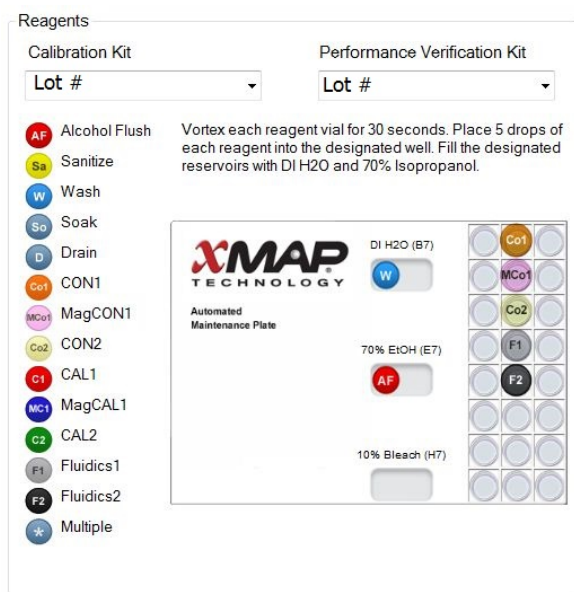 Reagents
Calibration Kit
Performance Verification Kit
Lot #
Lot #
AF Alcohol Flush
Sa Sanitize
W Wash
So Soak
D Drain
Co1 CON1
MCo1 MagCON1
Co2 CON2
C1 CAL1
MC1 MagCAL1
C2 CAL2
F1 Fluidics1
F2 Fluidics2
* Multiple
Vortex each reagent vial for 30 seconds. Place 5 drops of
each reagent into the designated well. Fill the designated
reservoirs with DI H2O and 70% Isopropanol.
xMAP
TECHNOLOGY
Automated
Maintenance Plate
DI H2O (B7)
W
70% EtOH (E7)
AF
10% Bleach (H7)
Co1
MCo1
Co2
F1
F2